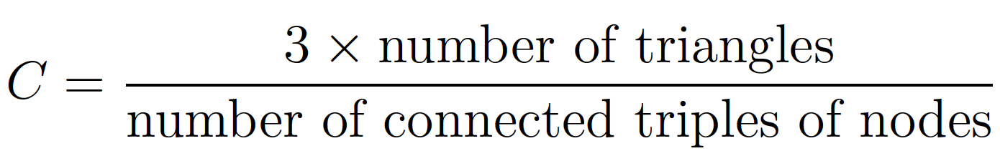 C = 3 × number of triangles
number of connected triples of nodes